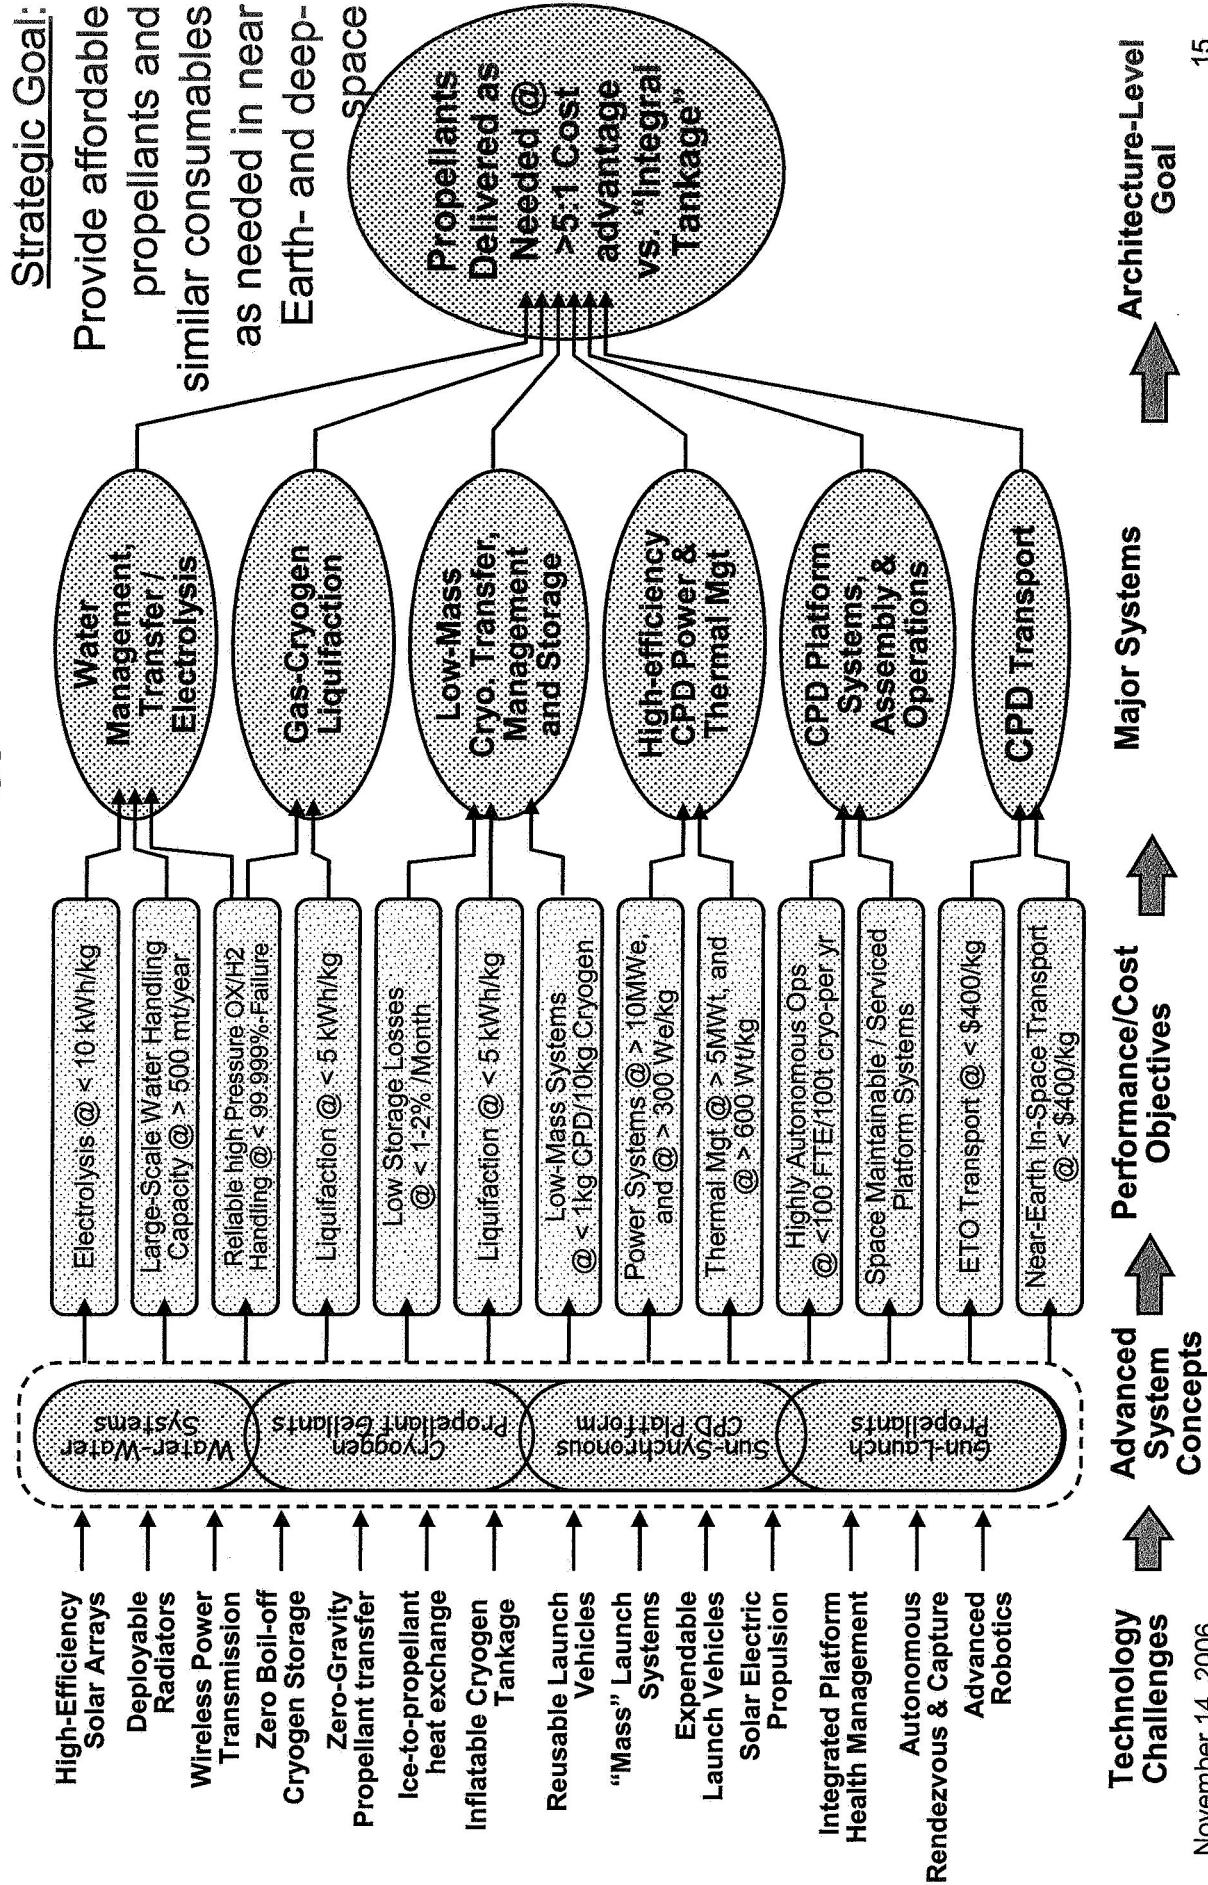 Strategic Goal:
Provide affordable
propellants and
similar consumables
as needed in near
Earth- and deep-
space
High-Efficiency
Solar Arrays
Deployable
Radiators
Wireless Power
Transmission
Zero Boil-off
Cryogen Storage
Zero-Gravity
Propellant transfer
Ice-to-propellant
heat exchange
Inflatable Cryogen
Tankage
Reusable Launch
Vehicles
"Mass" Launch
Systems
Expendable
Launch Vehicles
Solar Electric
Propulsion
Integrated Platform
Health Management
Autonomous
Rendezvous & Capture
Advanced
Robotics
Water-Water
Systems
Cryogen
Propellant Gellants
Sun-Synchronous
CPD Platform
Gun-Launch
Propellants
Electrolysis @ < 10 kWh/kg
Large-Scale Water Handling
Capacity @ > 500 mt/year
Reliable high Pressure OX/H2
Handling @ < 99.999%-Failure
Liquifaction @ < 5 kWh/kg
Low Storage Losses
@ < 1-2% /Month
Liquifaction @ < 5 kWh/kg
Low-Mass Systems
@ < 1kg CPD/10kg Cryogen
Power Systems @ > 10MWe,
and @ > 300 We/kg
Thermal Mgt @ > 5MWt, and
@ > 600 Wt/kg
Highly Autonomous Ops
@ <100 FTE/100t cryo-per yr
Space Maintainable / Serviced
Platform Systems
ETO Transport @ < $400/kg
Near-Earth In-Space Transport
@ < $400/kg
Water
Management,
Transfer /
Electrolysis
Gas-Cryogen
Liquifaction
Low-Mass
Cryo. Transfer,
Management
and Storage
High-efficiency
CPD Power &
Thermal Mgt
CPD Platform
Systems,
Assembly &
Operations
CPD Transport
Propellants
Delivered as
Needed @
>5:1 Cost
advantage
vs. "Integral
Tankage"
Technology
Challenges
Advanced
System
Concepts
Performance/Cost
Objectives
Major Systems
Architecture-Level
Goal
November 14, 2006
15